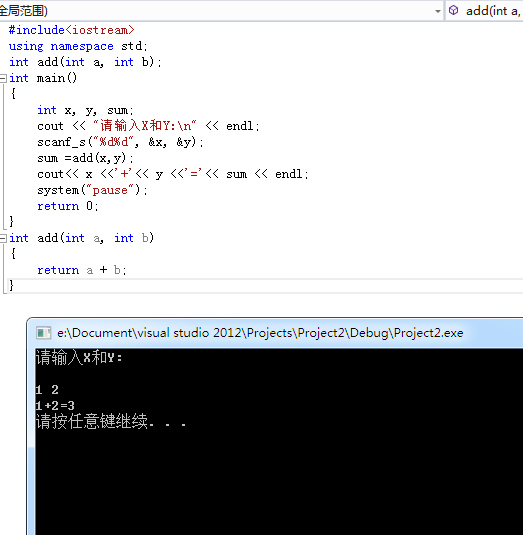 全局范围)
add(int a,
#include<iostream>
using namespace std;
int add(int a, int b);
int main()
{
int x, y, sum;
cout << "请输入X和Y:\n" << endl;
scanf_s("%d%d", &x, &y);
sum =add(x,y);
cout<< x <<'+'<< y <<'='<< sum << endl;
system("pause");
return 0;
}
int add(int a, int b)
{
return a + b;
}
e:\Document\visual studio 2012\Projects\Project2\Debug\Project2.exe
请输入X和Y:
1 2
1+2=3
请按任意键继续. . .